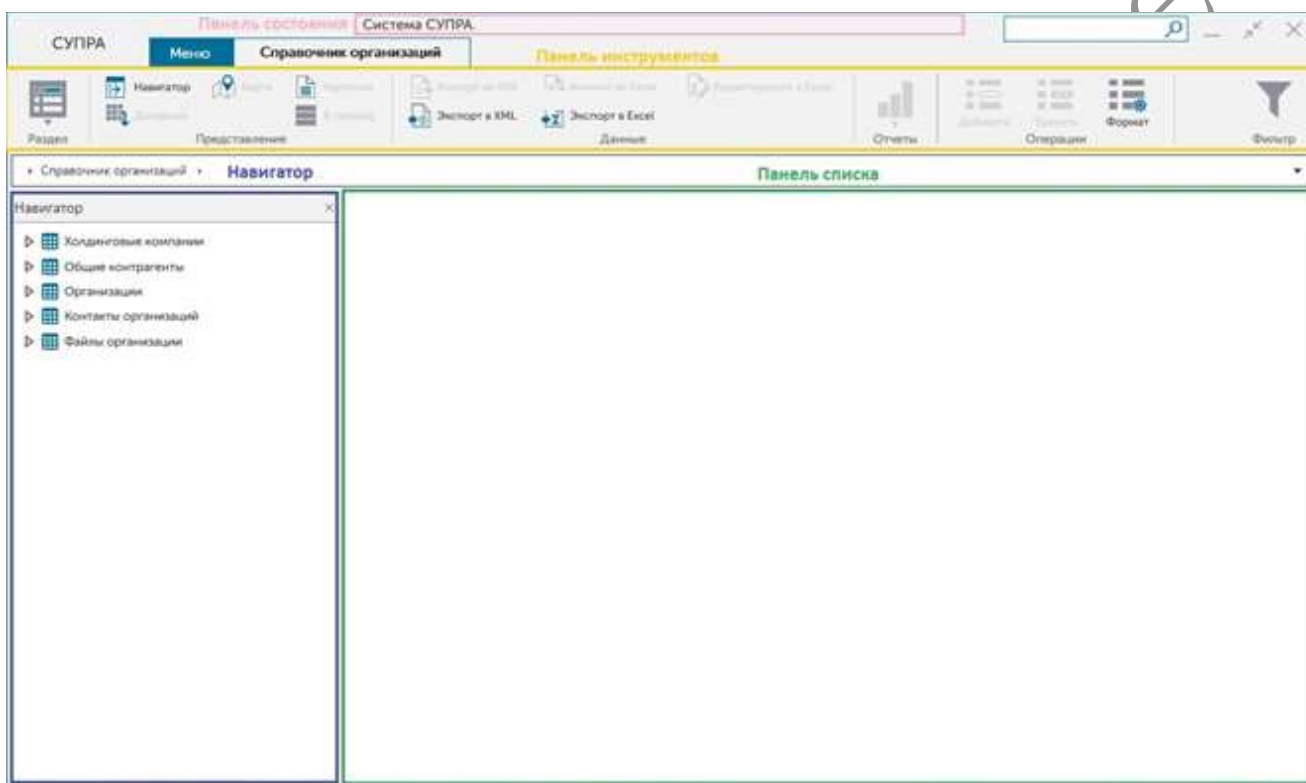 Панель состояния Система СУПРА
СУПРА
Меню Справочник организаций Панель инструментов
Навигатор Карта
Экспорт в XML Экспорт в Excel
Формат
Раздел Представление Данные Отчеты Операции Фильтр
Справочник организаций Навигатор Панель списка
Навигатор
Холдинговые компании
Общие контрагенты
Организации
Контакты организаций
Файлы организации